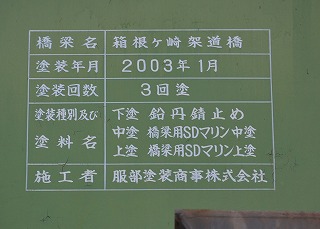 橋梁名 箱根ヶ崎架道橋
塗装年月 2003年1月
塗装回数 3回塗
塗装種別及び 下塗 鉛丹錆止め
塗料名 中塗 橋梁用SDマリン中塗
上塗 橋梁用SDマリン上塗
施工者 服部塗装商事株式会社